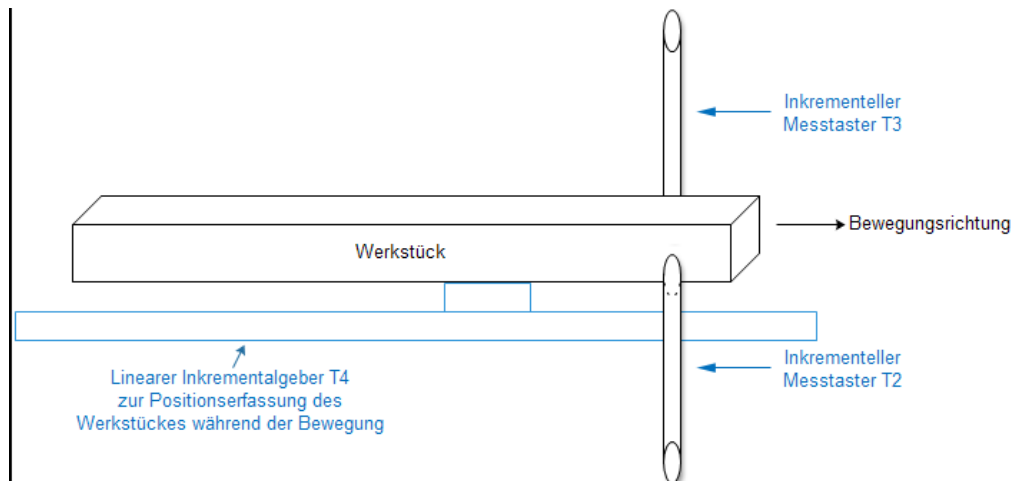 Inkrementeller
Messtaster T3
Bewegungsrichtung
Werkstück
Inkrementeller
Messtaster T2
Linearer Inkrementalgeber T4
zur Positionserfassung des
Werkstückes während der Bewegung